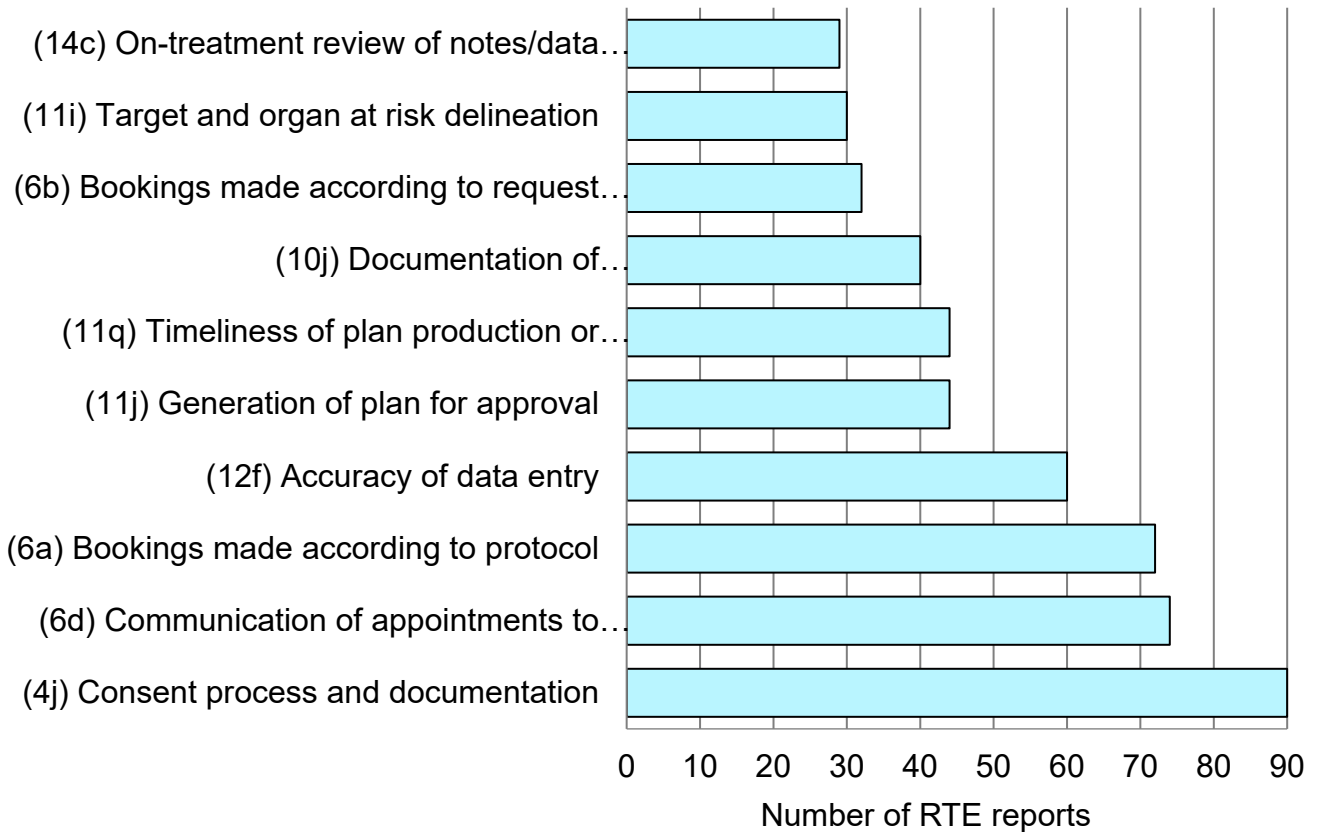 (14c) On-treatment review of notes/data…
(11i) Target and organ at risk delineation
(6b) Bookings made according to request…
(10j) Documentation of…
(11q) Timeliness of plan production or…
(11j) Generation of plan for approval
(12f) Accuracy of data entry
(6a) Bookings made according to protocol
(6d) Communication of appointments to…
(4j) Consent process and documentation
0 10 20 30 40 50 60 70 80 90
Number of RTE reports